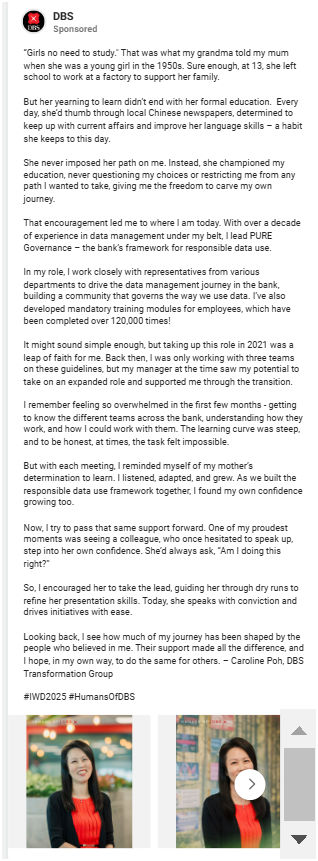 DBS
DBS
Sponsored
“Girls no need to study.” That was what my grandma told my mum
when she was a young girl in the 1950s. Sure enough, at 13, she left
school to work at a factory to support her family.
But her yearning to learn didn’t end with her formal education.  Every
day, she’d thumb through local Chinese newspapers, determined to
keep up with current affairs and improve her language skills – a habit
she keeps to this day.
She never imposed her path on me. Instead, she championed my
education, never questioning my choices or restricting me from any
path I wanted to take, giving me the freedom to carve my own
journey.
That encouragement led me to where I am today. With over a decade
of experience in data management under my belt, I lead PURE
Governance – the bank’s framework for responsible data use.
In my role, I work closely with representatives from various
departments to drive the data management journey in the bank,
building a community that governs the way we use data. I’ve also
developed mandatory training modules for employees, which have
been completed over 120,000 times!
It might sound simple enough, but taking up this role in 2021 was a
leap of faith for me. Back then, I was only working with three teams
on these guidelines, but my manager at the time saw my potential to
take on an expanded role and supported me through the transition.
I remember feeling so overwhelmed in the first few months - getting
to know the different teams across the bank, understanding how they
work, and how I could work with them. The learning curve was steep,
and to be honest, at times, the task felt impossible.
But with each meeting, I reminded myself of my mother’s
determination to learn. I listened, adapted, and grew. As we built the
responsible data use framework together, I found my own confidence
growing too.
Now, I try to pass that same support forward. One of my proudest
moments was seeing a colleague, who once hesitated to speak up,
step into her own confidence. She’d always ask, “Am I doing this
right?”
So, I encouraged her to take the lead, guiding her through dry runs to
refine her presentation skills. Today, she speaks with conviction and
drives initiatives with ease.
Looking back, I see how much of my journey has been shaped by the
people who believed in me. Their support made all the difference, and
I hope, in my own way, to do the same for others. – Caroline Poh, DBS
Transformation Group
#IWD2025 #HumansOfDBS